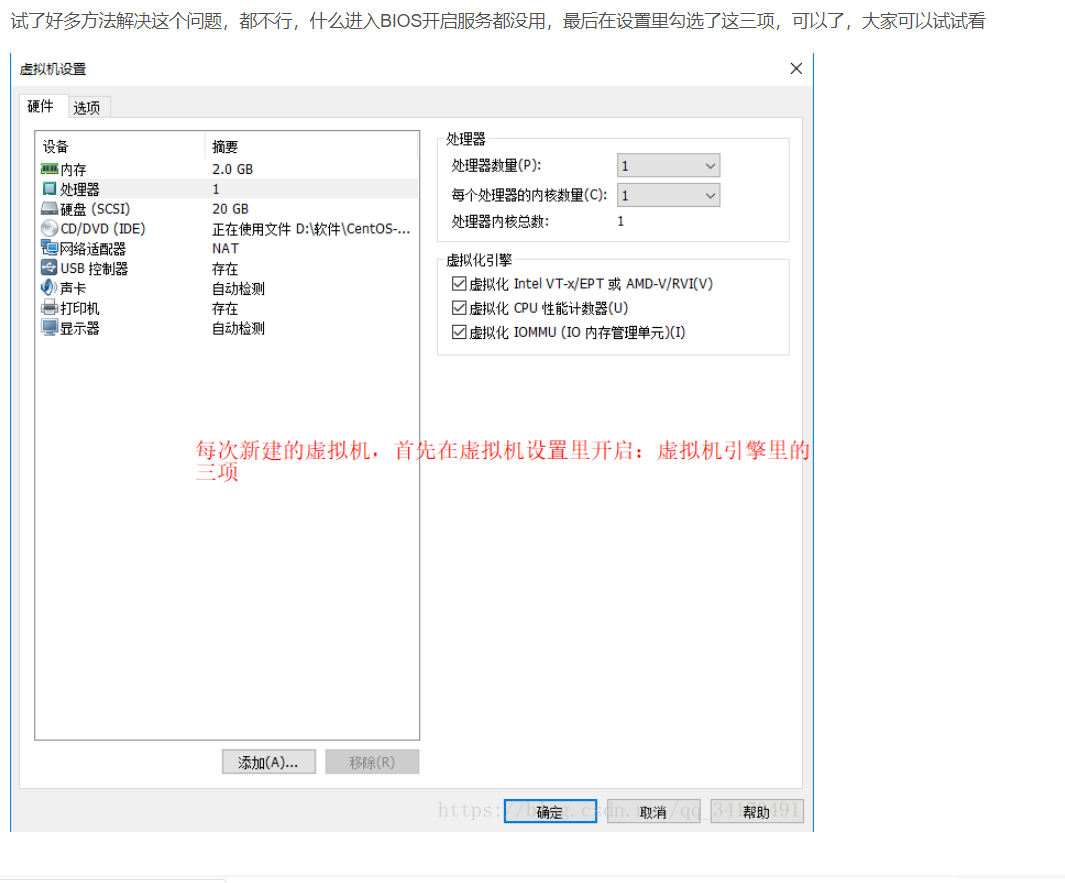 试了好多方法解决这个问题，都不行，什么进入BIOS开启服务都没用，最后在设置里勾选了这三项，可以了，大家可以试试看
虚拟机设置
硬件 选项
设备 摘要
内存 2.0 GB
处理器 1
硬盘 (SCSI) 20 GB
CD/DVD (IDE) 正在使用文件 D:\软件\CentOS-...
网络适配器 NAT
USB 控制器 存在
声卡 自动检测
打印机 存在
显示器 自动检测
处理器
处理器数量(P): 1
每个处理器的内核数量(C): 1
处理器内核总数: 1
虚拟化引擎
虚拟化 Intel VT-x/EPT 或 AMD-V/RVI(V)
虚拟化 CPU 性能计数器(U)
虚拟化 IOMMU (IO 内存管理单元)(I)
每次新建的虚拟机，首先在虚拟机设置里开启：虚拟机引擎里的
三项
添加(A)... 移除(R)
确定 取消 帮助